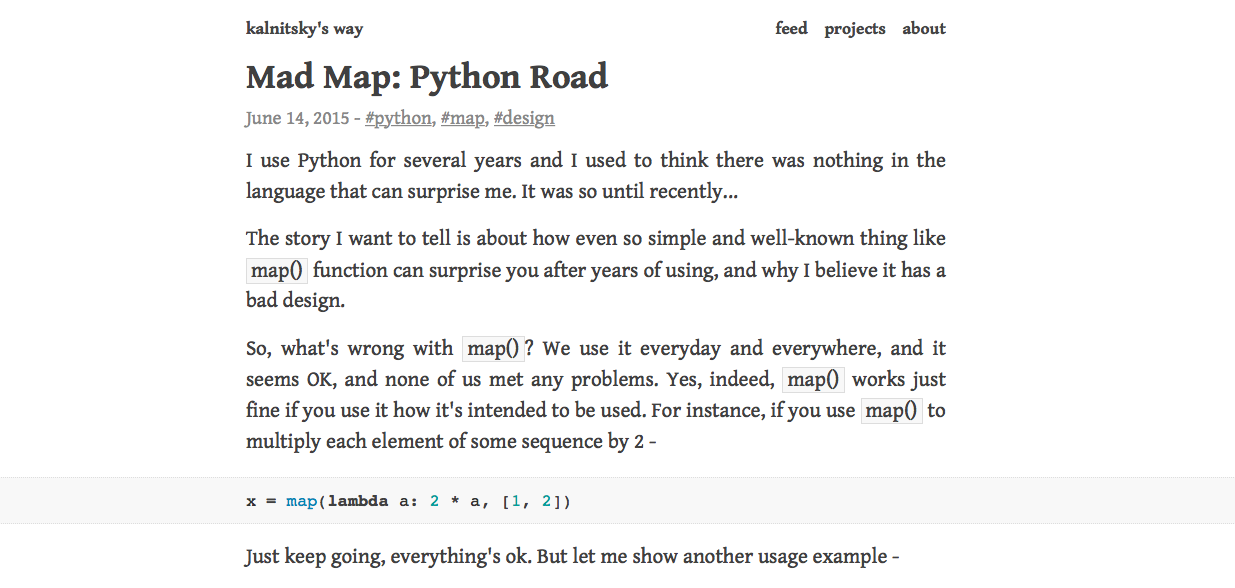 kalnitsky's way
feed projects about
Mad Map: Python Road
June 14, 2015 - #python, #map, #design
I use Python for several years and I used to think there was nothing in the
language that can surprise me. It was so until recently...
The story I want to tell is about how even so simple and well-known thing like
map() function can surprise you after years of using, and why I believe it has a
bad design.
So, what's wrong with map()? We use it everyday and everywhere, and it
seems OK, and none of us met any problems. Yes, indeed, map() works just
fine if you use it how it's intended to be used. For instance, if you use map() to
multiply each element of some sequence by 2 -
x = map(lambda a: 2 * a, [1, 2])
Just keep going, everything's ok. But let me show another usage example -